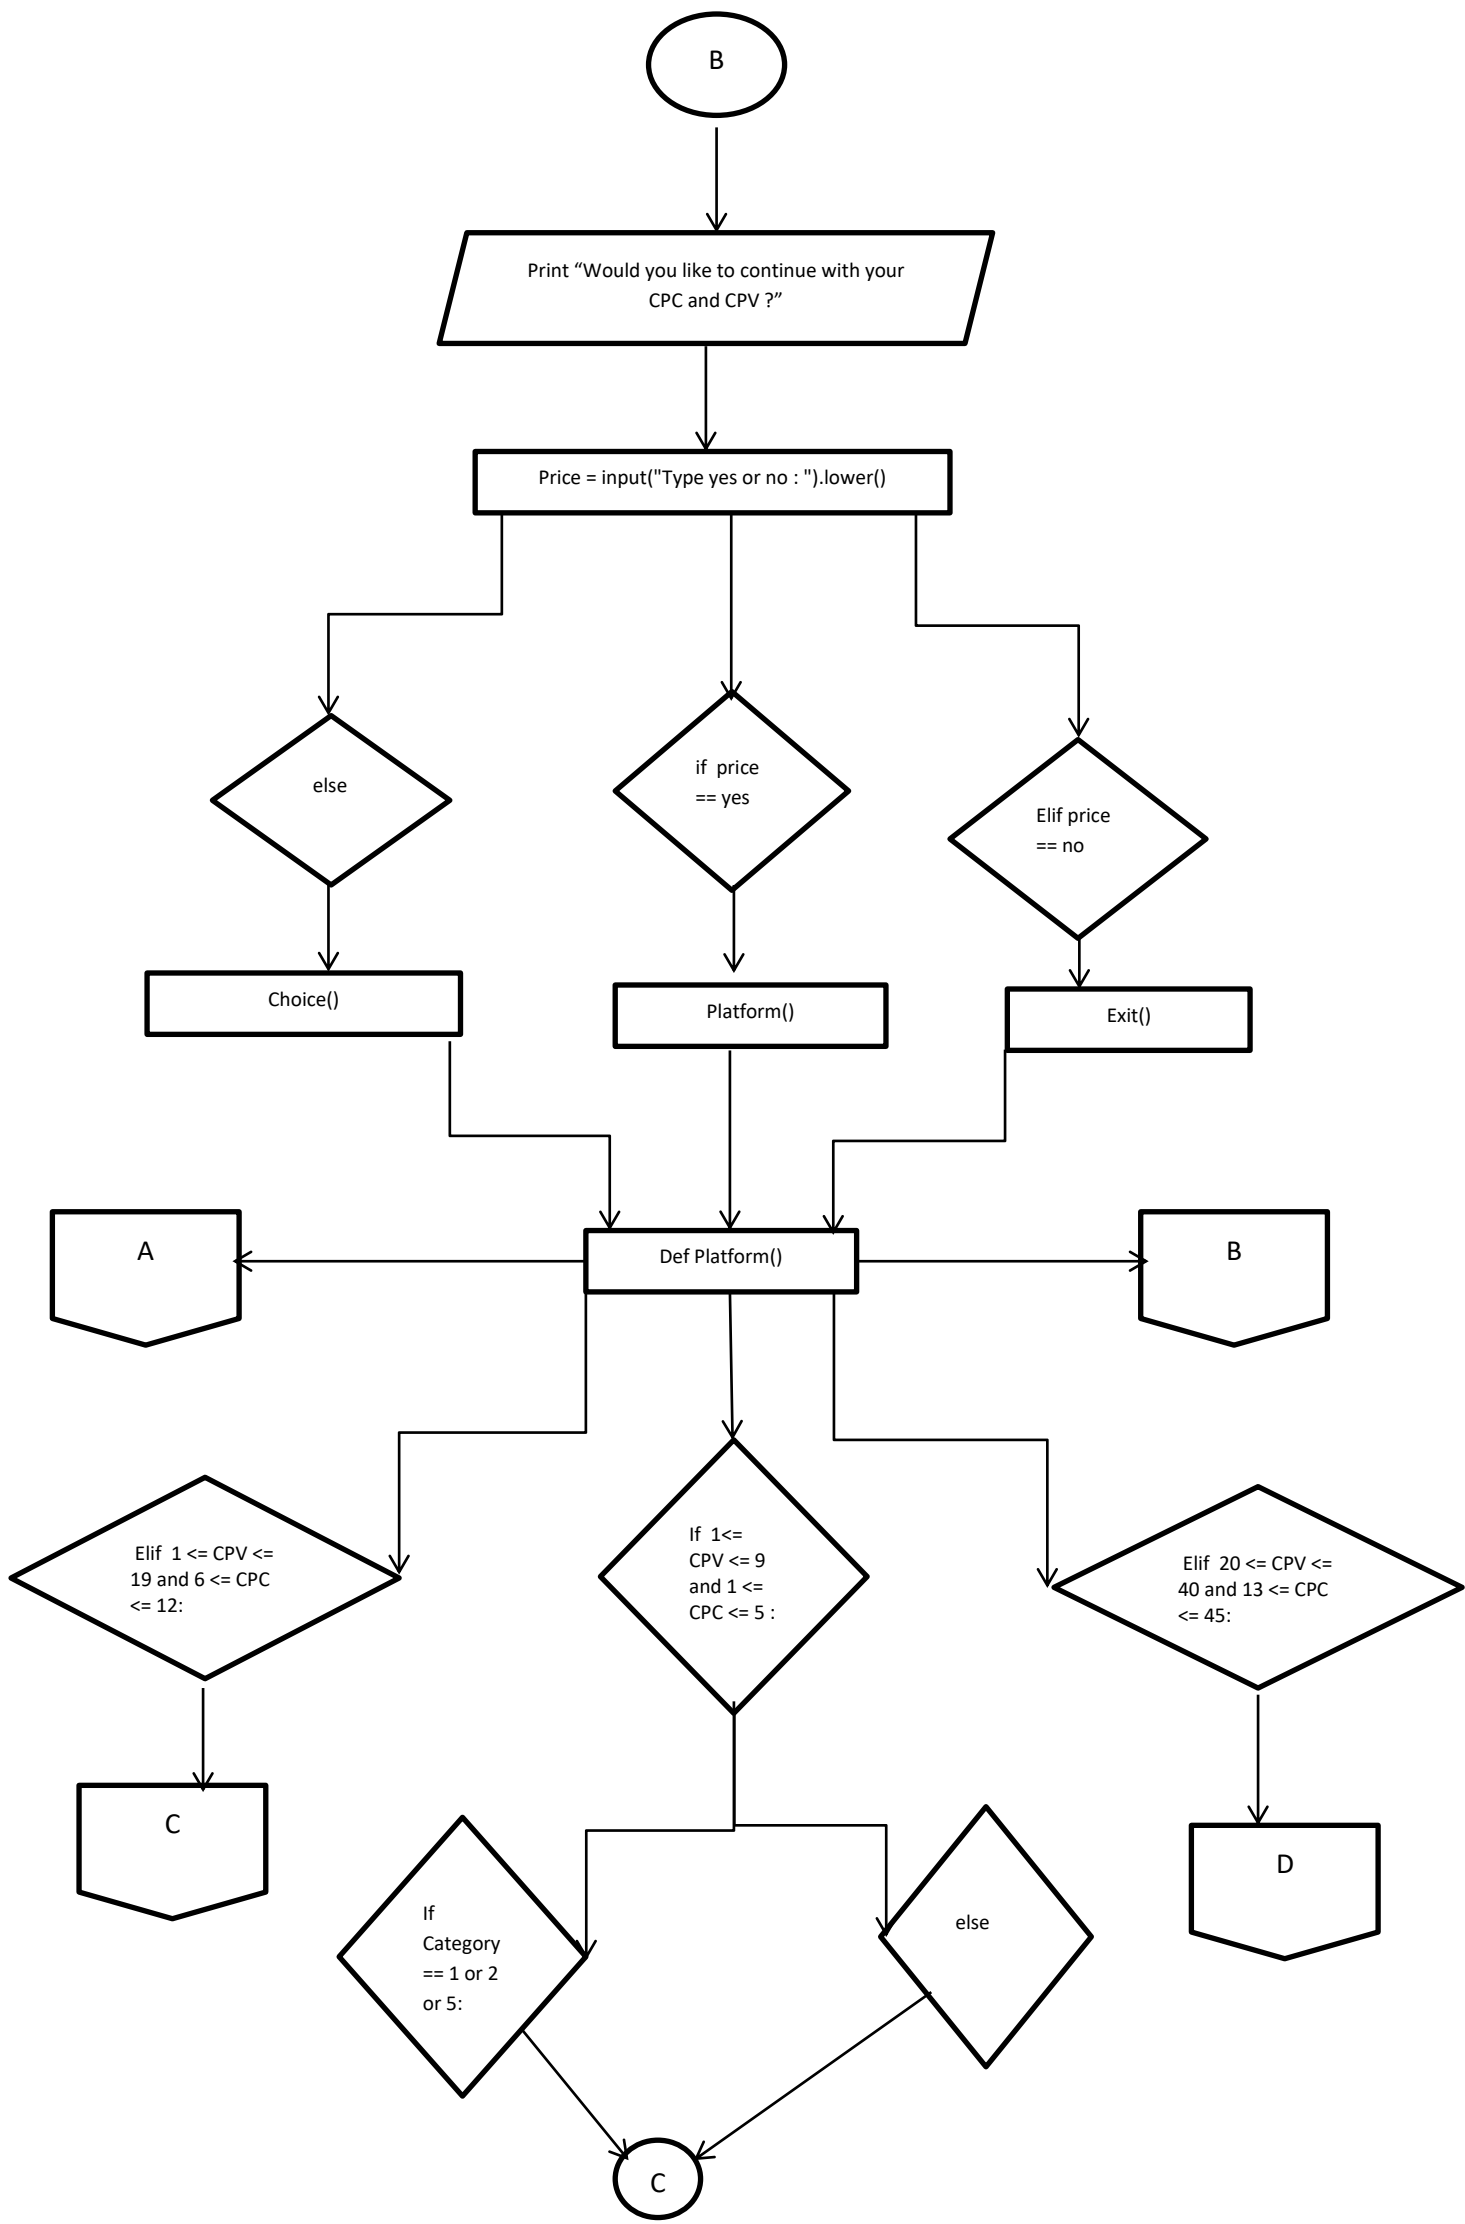 B
Print “Would you like to continue with your
CPC and CPV ?”
Price = input("Type yes or no : ").lower()
else
if  price
== yes
Elif price
== no
Choice()
Platform()
Exit()
A
Def Platform()
B
Elif  1 <= CPV <=
19 and 6 <= CPC
<= 12:
If  1<=
CPV <= 9
and 1 <=
CPC <= 5 :
Elif  20 <= CPV <=
40 and 13 <= CPC
<= 45:
C
D
If
Category
== 1 or 2
or 5:
else
C